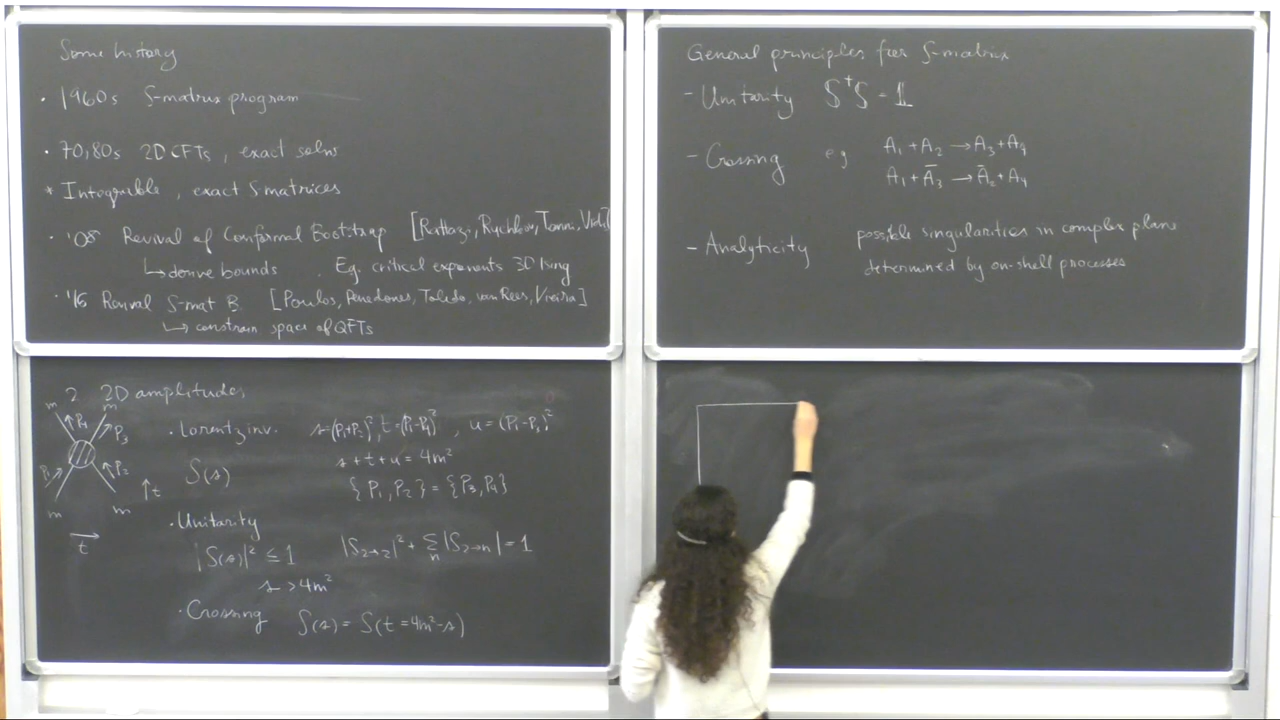 Some history
· 1960s S-matrix program
· 70,80s 2D CFTs, exact solns
* Integrable, exact S matrices
· '08 Revival of Conformal Bootstrap [Rattazzi, Rychkov, Tonni, Vichi]
↳ derive bounds . Eg. critical exponents 3D Ising
· '16 Revival S-mat B. [Paulos, Penedones, Toledo, van Rees, Vieira]
↳ constrain space of QFTs
General principles for S-matrix
- Unitarity S†S = 𝟙
- Crossing eg A₁ + A₂ → A₃ + A₄
A₁ + Ā₃ → Ā₂ + A₄
- Analyticity possible singularities in complex plane
determined by on-shell processes
2 2D amplitudes
m m
P₄ P₃
P₁ P₂
m m
↑t
→
t
· Lorentz inv. s=(P₁+P₂)², t=(P₁-P₄)², u=(P₁-P₃)²
s+t+u=4m²
S(s) {P₁,P₂}={P₃,P₄}
· Unitarity
|S(s)|² ≤ 1 |S₂→₂|² + Σₙ|S₂→ₙ|=1
s > 4m²
· Crossing S(s) = S(t=4m²-s)